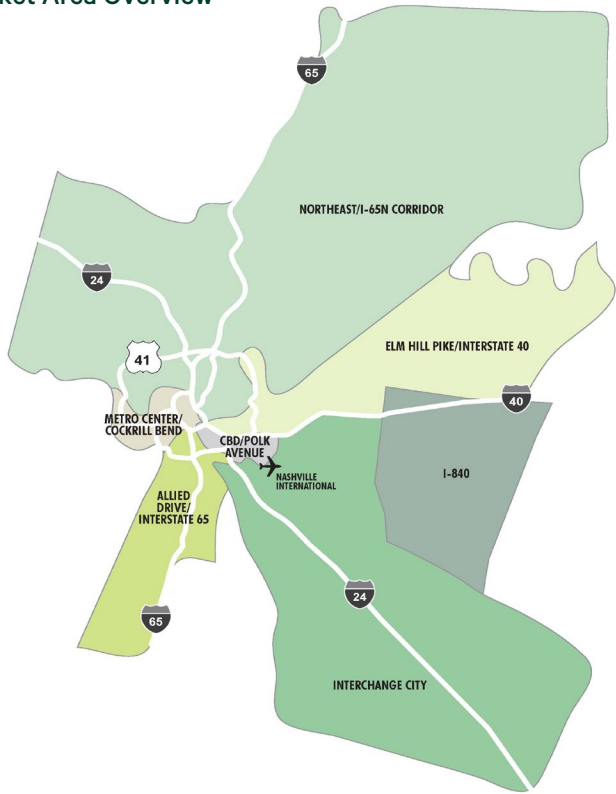 Area Overview
65
NORTHEAST/I-65N CORRIDOR
24
41
ELM HILL PIKE/INTERSTATE 40
40
METRO CENTER/
COCKRILL BEND
CBD/POLK
AVENUE
NASHVILLE
INTERNATIONAL
I-840
ALLIED
DRIVE/
INTERSTATE 65
24
65
INTERCHANGE CITY